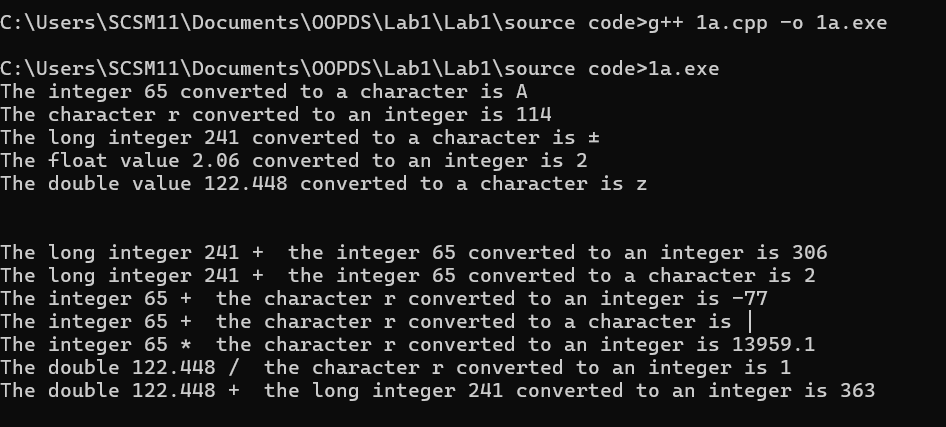 C:\Users\SCSM11\Documents\OOPDS\Lab1\Lab1\source code>g++ 1a.cpp -o 1a.exe
C:\Users\SCSM11\Documents\OOPDS\Lab1\Lab1\source code>1a.exe
The integer 65 converted to a character is A
The character r converted to an integer is 114
The long integer 241 converted to a character is ±
The float value 2.06 converted to an integer is 2
The double value 122.448 converted to a character is z
The long integer 241 +  the integer 65 converted to an integer is 306
The long integer 241 +  the integer 65 converted to a character is 2
The integer 65 +  the character r converted to an integer is -77
The integer 65 +  the character r converted to a character is │
The integer 65 *  the character r converted to an integer is 13959.1
The double 122.448 /  the character r converted to an integer is 1
The double 122.448 +  the long integer 241 converted to an integer is 363